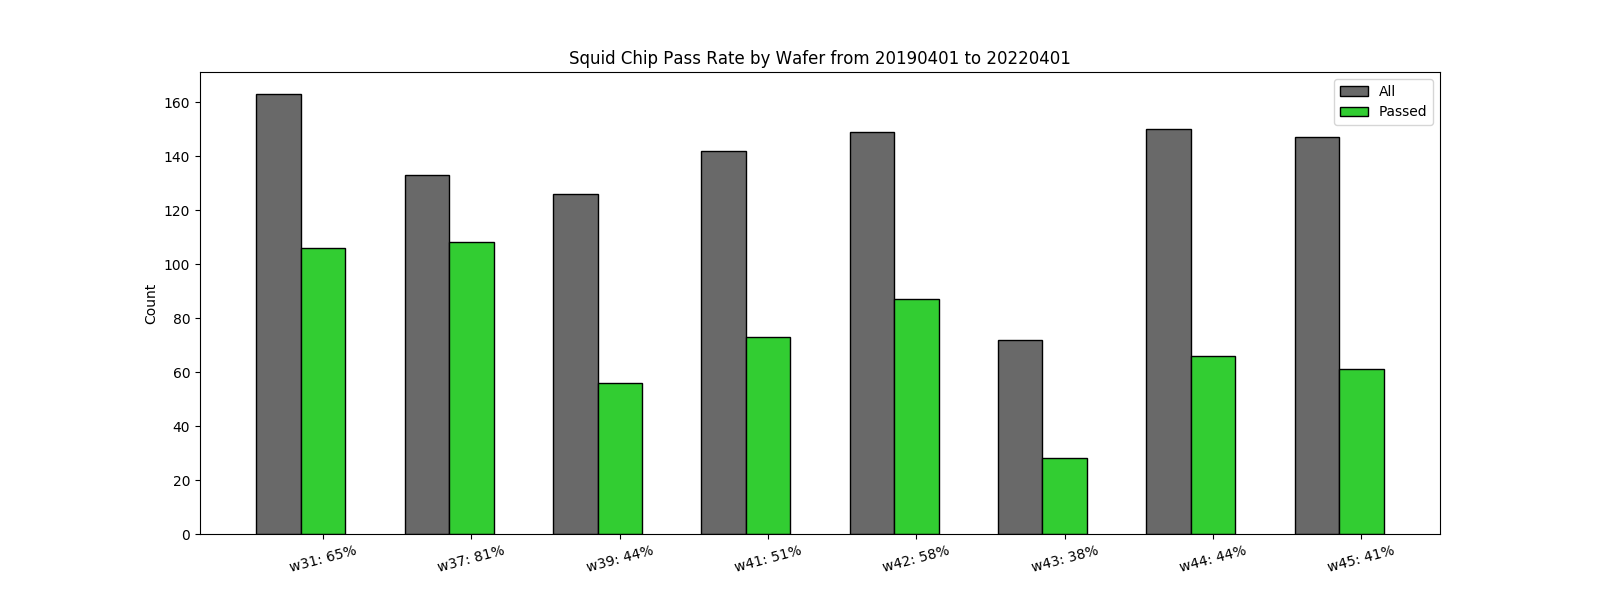 Squid Chip Pass Rate by Wafer from 20190401 to 20220401
All
Passed
Count
160
140
120
100
80
60
40
20
0
w31: 65%
w37: 81%
w39: 44%
w41: 51%
w42: 58%
w43: 38%
w44: 44%
w45: 41%